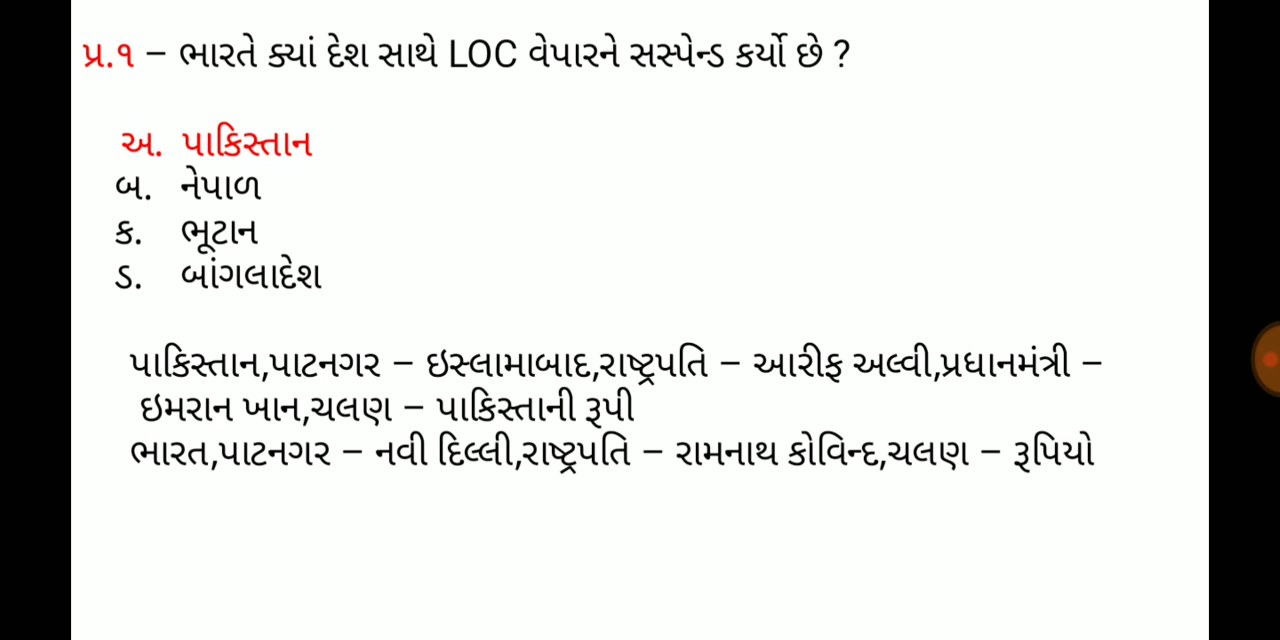 પ્ર.૧ – ભારતે ક્યાં દેશ સાથે LOC વેપારને સસ્પેન્ડ કર્યો છે ?
અ. પાકિસ્તાન
બ. નેપાળ
ક. ભૂટાન
ડ. બાંગલાદેશ
પાકિસ્તાન,પાટનગર – ઇસ્લામાબાદ,રાષ્ટ્રપતિ – આરીફ અલ્વી,પ્રધાનમંત્રી –
ઇમરાન ખાન,ચલણ – પાકિસ્તાની રૂપી
ભારત,પાટનગર – નવી દિલ્લી,રાષ્ટ્રપતિ – રામનાથ કોવિન્દ,ચલણ – રૂપિયો